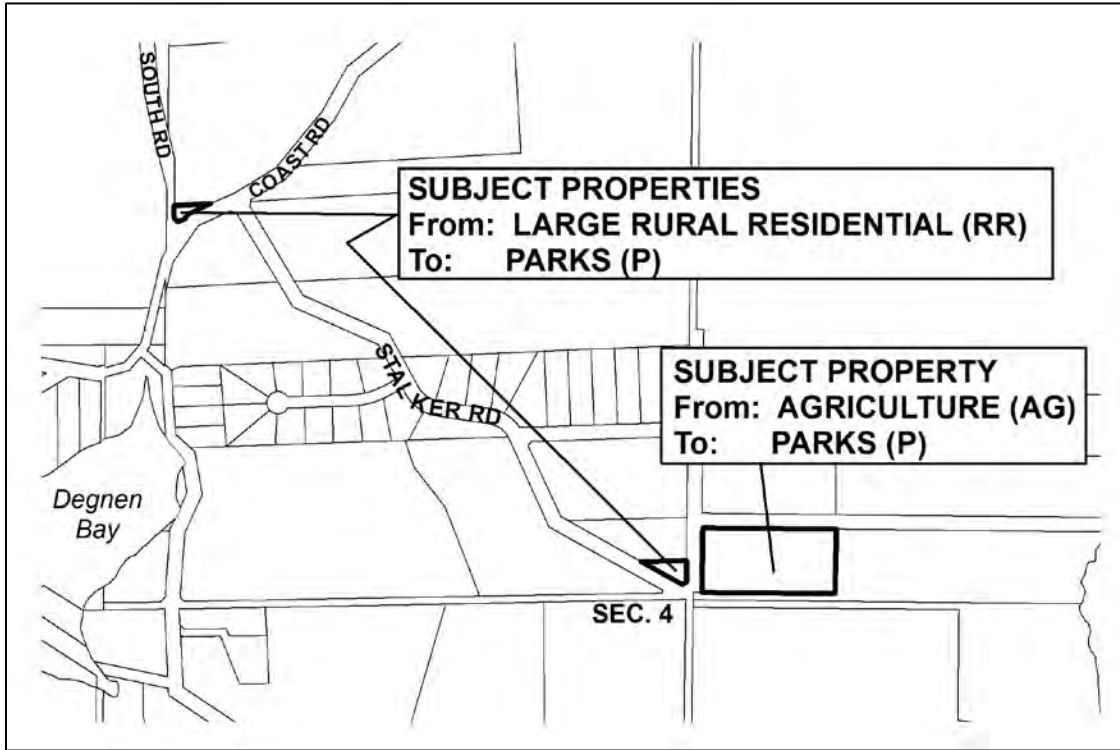 SOUTH RD
COAST RD
SUBJECT PROPERTIES
From: LARGE RURAL RESIDENTIAL (RR)
To: PARKS (P)
STALKER RD
SUBJECT PROPERTY
From: AGRICULTURE (AG)
To: PARKS (P)
Degnen
Bay
SEC. 4